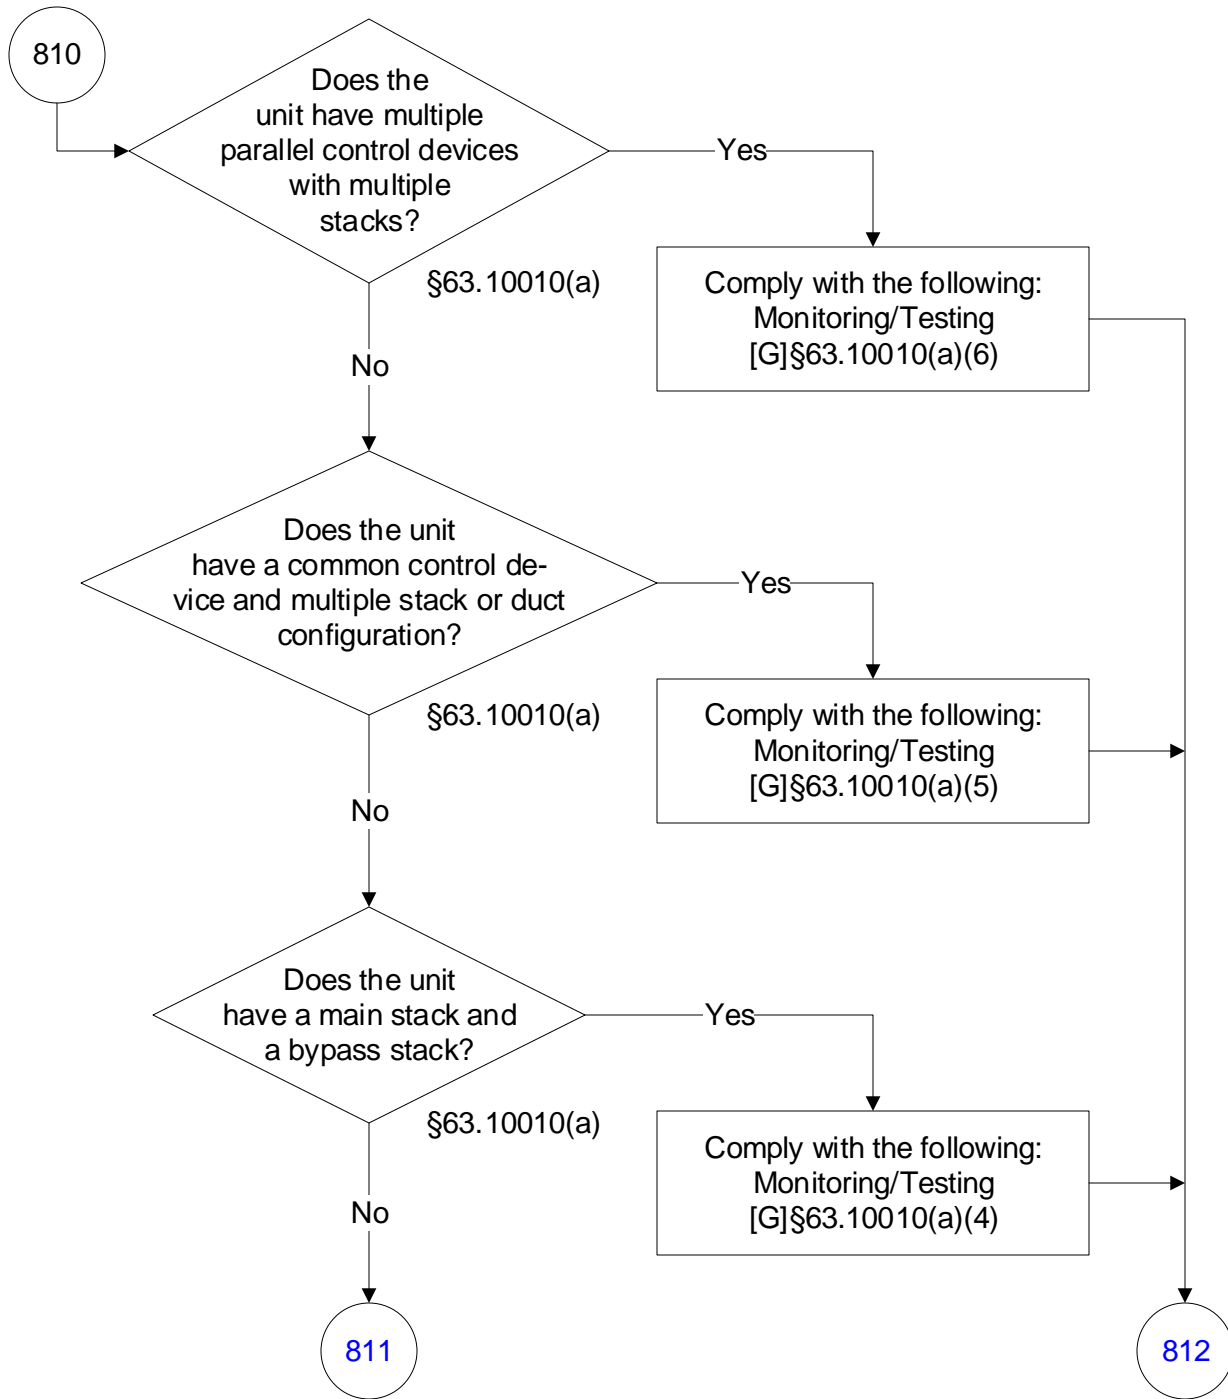 810
Does the
unit have multiple
parallel control devices
with multiple
stacks?
Yes
§63.10010(a)
Comply with the following:
Monitoring/Testing
[G]§63.10010(a)(6)
No
Does the unit
have a common control de-
vice and multiple stack or duct
configuration?
Yes
§63.10010(a)
Comply with the following:
Monitoring/Testing
[G]§63.10010(a)(5)
No
Does the unit
have a main stack and
a bypass stack?
Yes
§63.10010(a)
Comply with the following:
Monitoring/Testing
[G]§63.10010(a)(4)
No
811
812